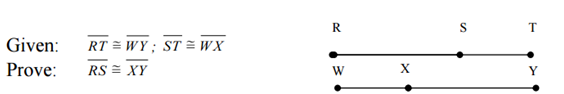 Given: RT ≅ WY ; ST ≅ WX
Prove: RS ≅ XY
R S T
W X Y